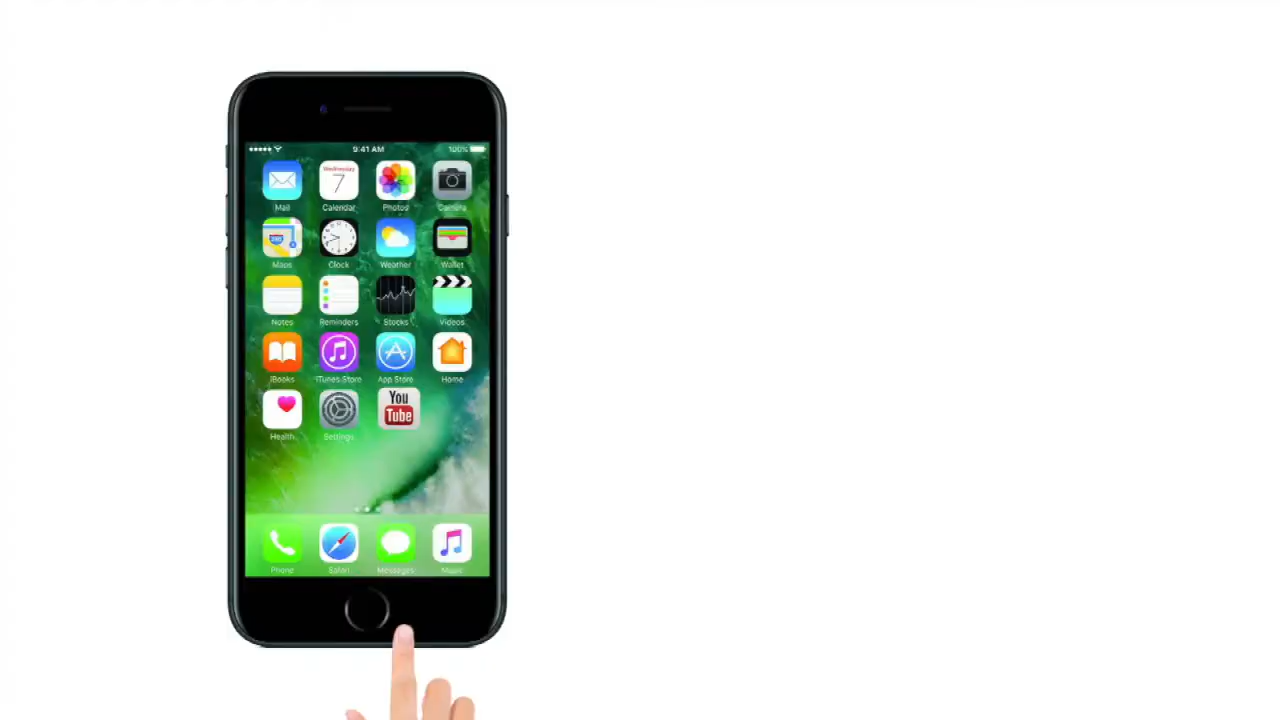 9:41 AM 100%
Wednesday
7
Mail Calendar Photos Camera
280
Maps Clock Weather Wallet
Notes Reminders Stocks Videos
iBooks iTunes Store App Store Home
You
Tube
Health Settings
Phone Safari Messages Music